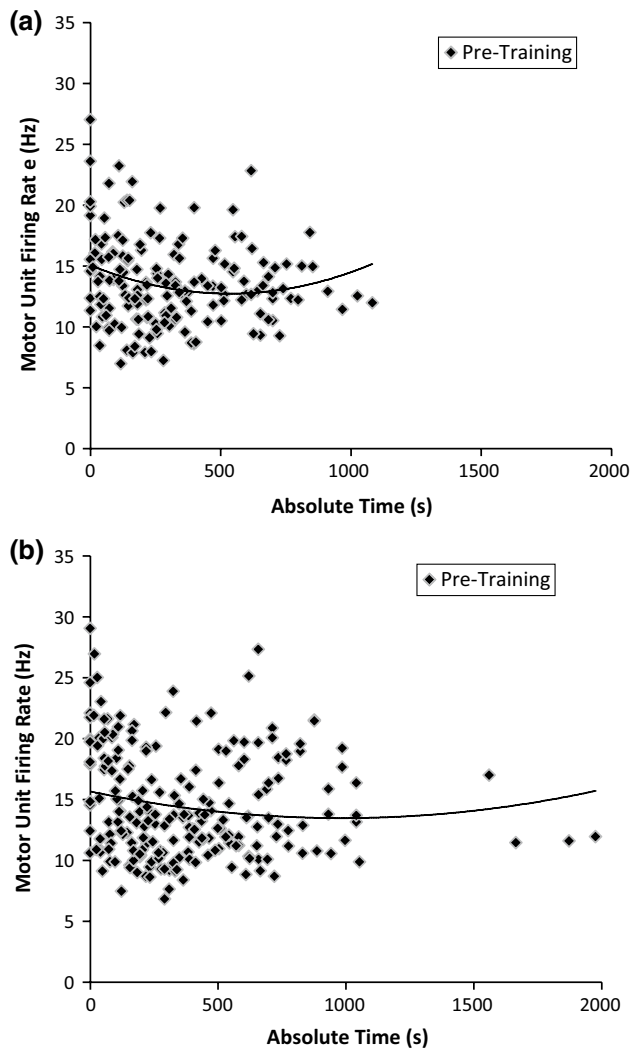 (a)
35
Pre-Training
30
25
20
15
10
5
0
Motor Unit Firing Rat e (Hz)
0 500 1000 1500 2000
Absolute Time (s)
(b)
35
Pre-Training
30
25
20
15
10
5
0
Motor Unit Firing Rate (Hz)
0 500 1000 1500 2000
Absolute Time (s)